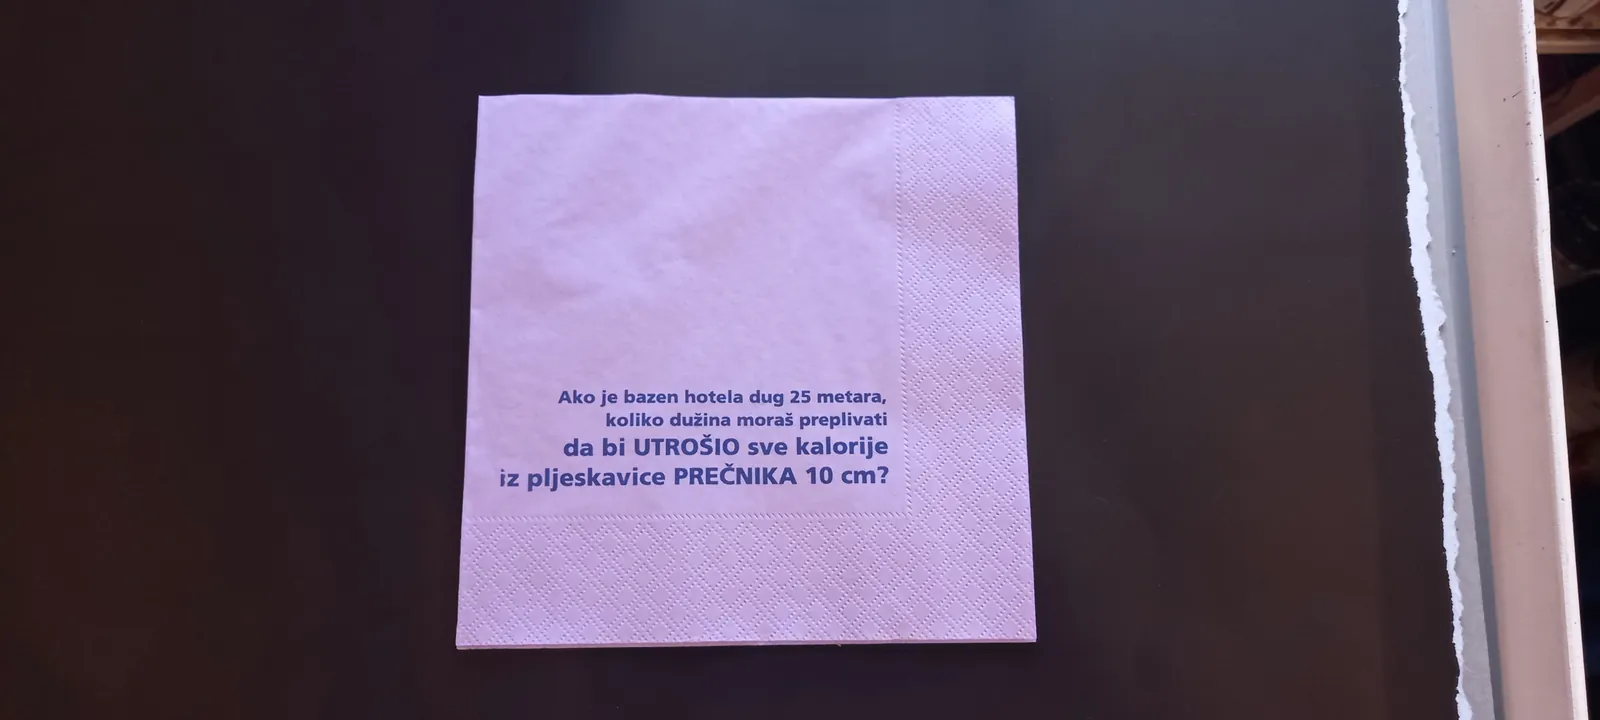 Ako je bazen hotela dug 25 metara,
koliko dužina moraš preplivati
da bi UTROŠIO sve kalorije
iz pljeskavice PREČNIKA 10 cm?